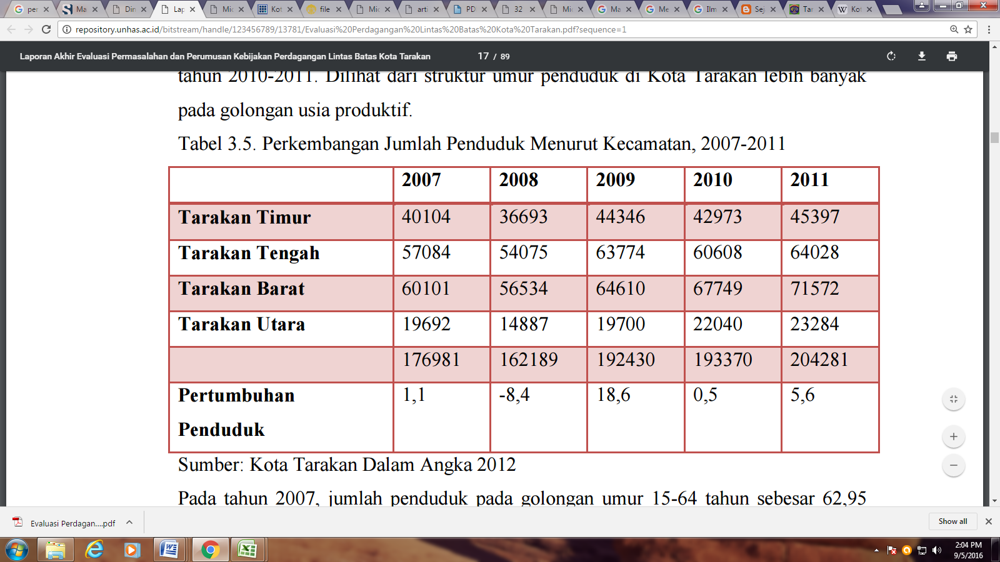 per Ma Din Lap Mic Kot file Mic arti PD 32 Mic Ma Me Ilm Sej Tar Kot
repository.unhas.ac.id/bitstream/handle/123456789/13781/Evaluasi%20Perdagangan%20Lintas%20Batas%20Kota%20Tarakan.pdf?sequence=1
Laporan Akhir Evaluasi Permasalahan dan Perumusan Kebijakan Perdagangan Lintas Batas Kota Tarakan 17 / 89
tahun 2010-2011. Dilihat dari struktur umur penduduk di Kota Tarakan lebih banyak
pada golongan usia produktif.
Tabel 3.5. Perkembangan Jumlah Penduduk Menurut Kecamatan, 2007-2011
2007 2008 2009 2010 2011
Tarakan Timur 40104 36693 44346 42973 45397
Tarakan Tengah 57084 54075 63774 60608 64028
Tarakan Barat 60101 56534 64610 67749 71572
Tarakan Utara 19692 14887 19700 22040 23284
176981 162189 192430 193370 204281
Pertumbuhan 1,1 -8,4 18,6 0,5 5,6
Penduduk
Sumber: Kota Tarakan Dalam Angka 2012
Pada tahun 2007, jumlah penduduk pada golongan umur 15-64 tahun sebesar 62,95
Evaluasi Perdagan....pdf Show all
2:04 PM
9/5/2016